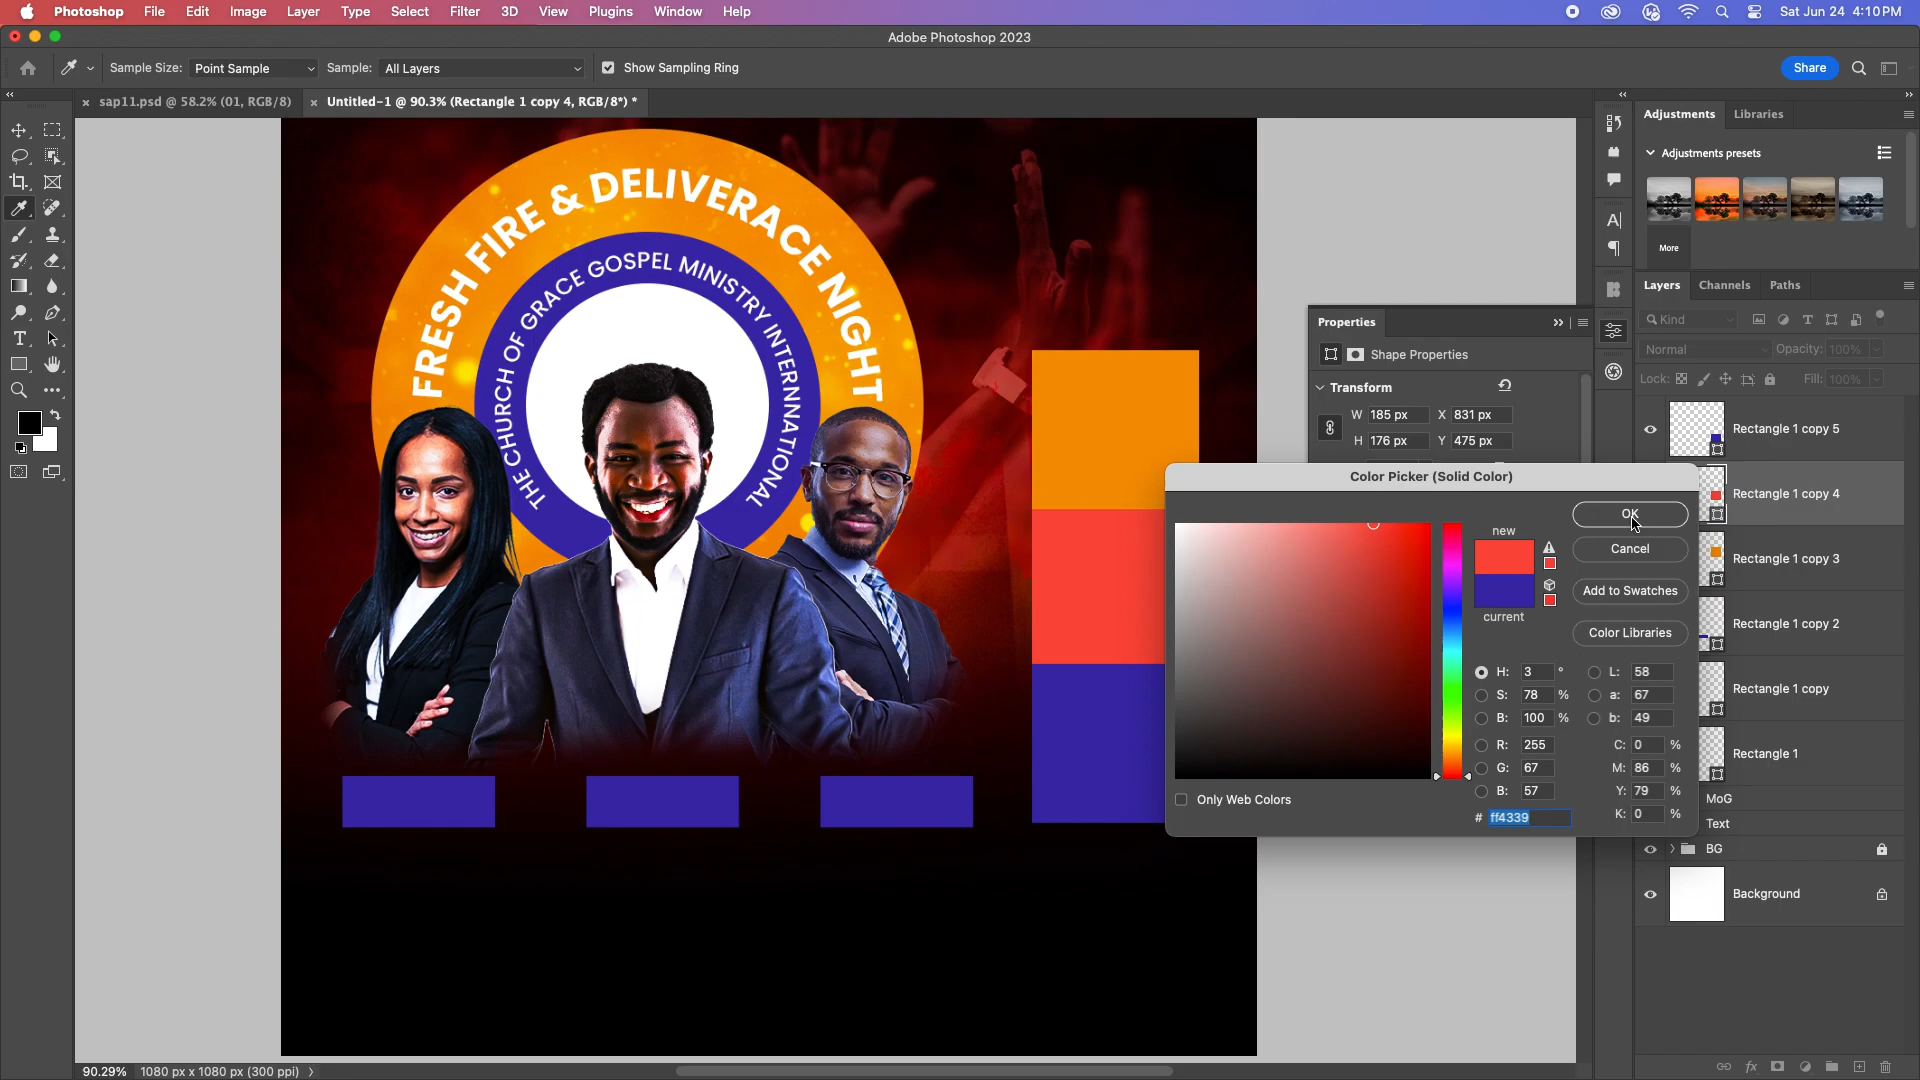 Photoshop File Edit Image Layer Type Select Filter 3D View Plugins Window Help Sat Jun 24 4:10 PM
Adobe Photoshop 2023
Sample Size: Point Sample Sample: All Layers Show Sampling Ring Share
sap11.psd @ 58.2% (01, RGB/8) Untitled-1 @ 90.3% (Rectangle 1 copy 4, RGB/8*) *
Adjustments Libraries
Adjustments presets
More
FRESH FIRE & DELIVERACE NIGHT
THE CHURCH OF GRACE GOSPEL MINISTRY INTERNNATIONAL
Properties
Shape Properties
Transform
W 185 px X 831 px
H 176 px Y 475 px
Color Picker (Solid Color)
new
current
OK
Cancel
Add to Swatches
Color Libraries
H: 3 ° L: 58
S: 78 % a: 67
B: 100 % b: 49
R: 255 C: 0 %
G: 67 M: 86 %
B: 57 Y: 79 %
# ff4339 K: 0 %
Only Web Colors
Layers Channels Paths
Kind
Normal Opacity: 100%
Lock: Fill: 100%
Rectangle 1 copy 5
Rectangle 1 copy 4
Rectangle 1 copy 3
Rectangle 1 copy 2
Rectangle 1 copy
Rectangle 1
MoG
Text
BG
Background
90.29% 1080 px x 1080 px (300 ppi)